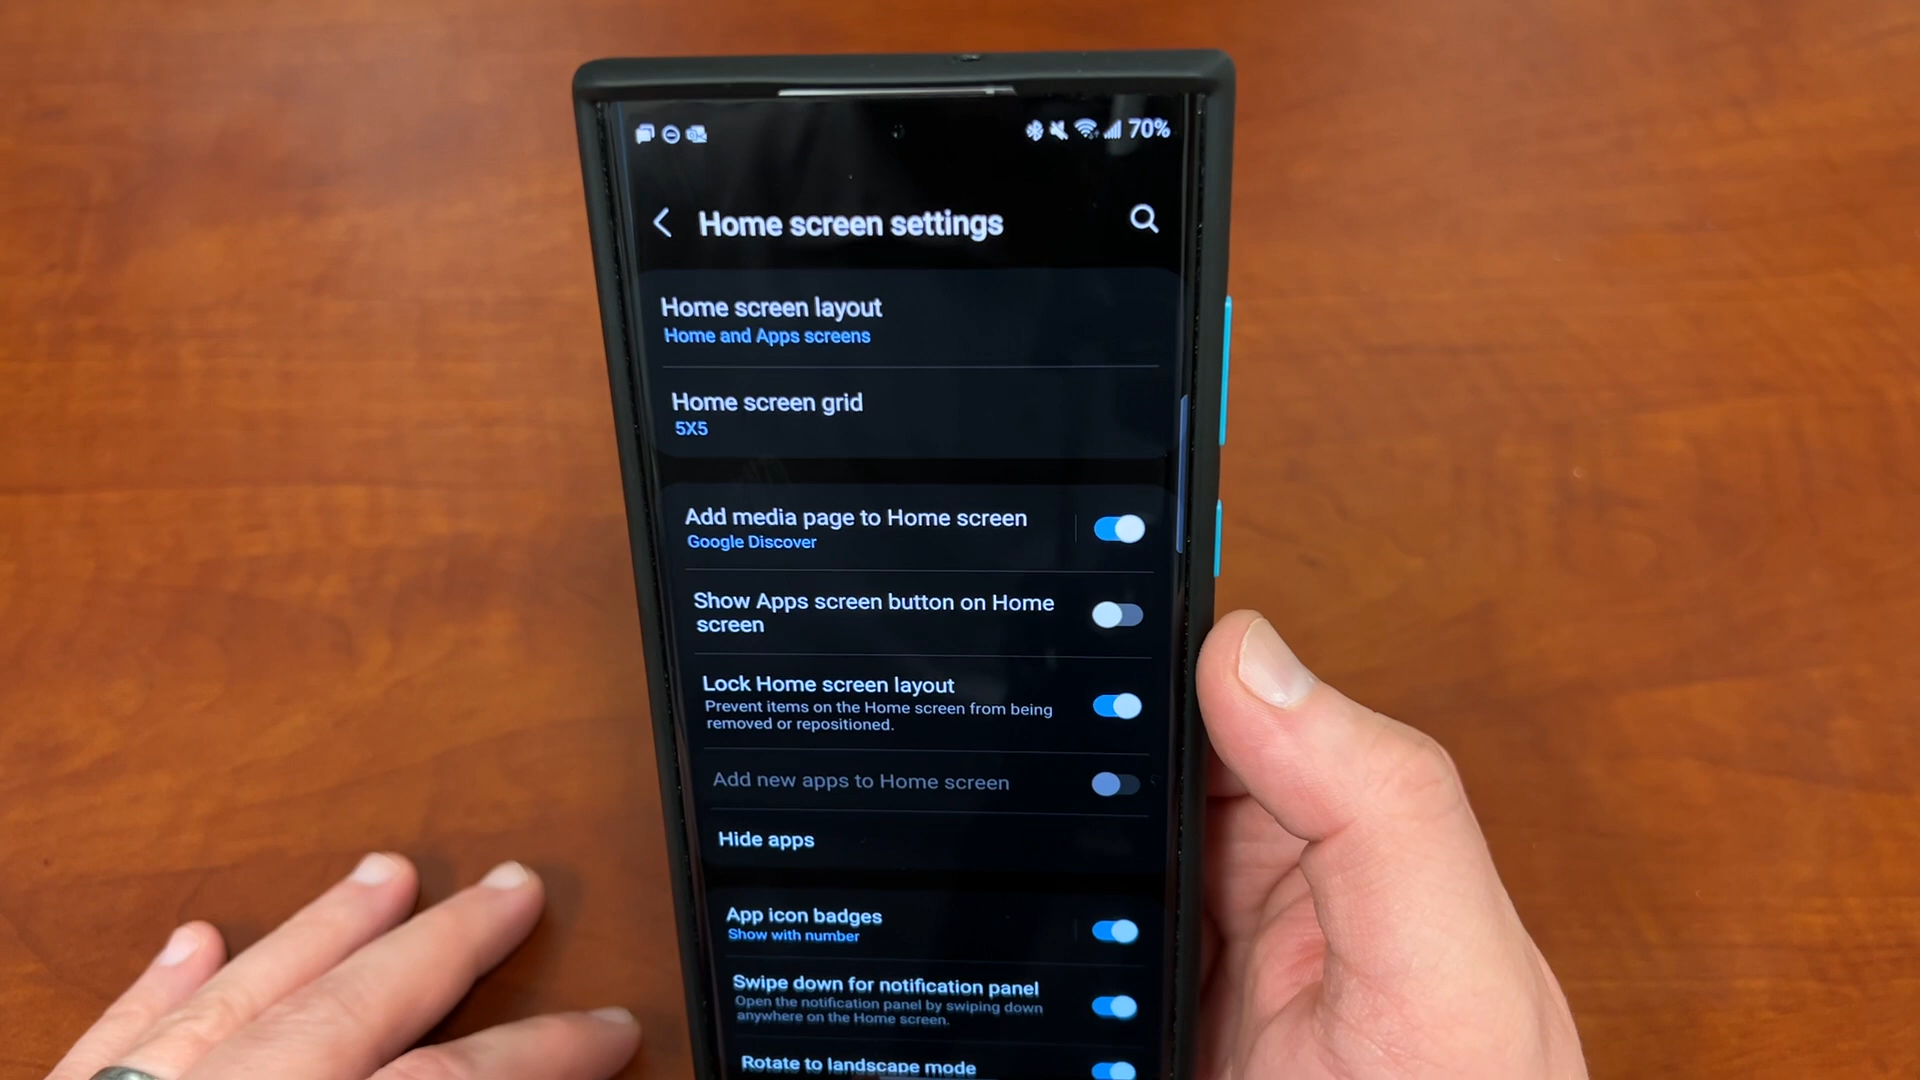 70%
Home screen settings
Home screen layout
Home and Apps screens
Home screen grid
5X5
Add media page to Home screen
Google Discover
Show Apps screen button on Home
screen
Lock Home screen layout
Prevent items on the Home screen from being
removed or repositioned.
Add new apps to Home screen
Hide apps
App icon badges
Show with number
Swipe down for notification panel
Open the notification panel by swiping down
anywhere on the Home screen.
Rotate to landscape mode